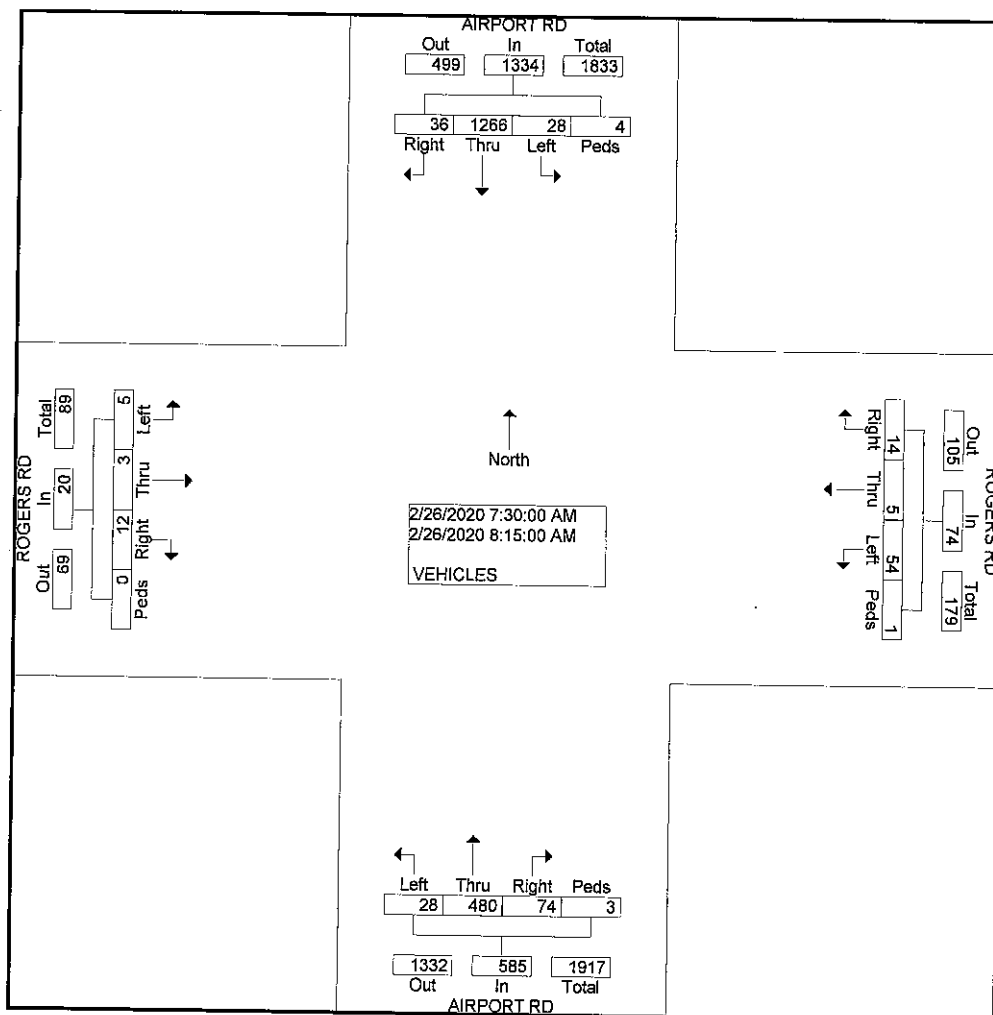 AIRPORT RD
Out In Total
499 1334 1833
36 1266 28 4
Right Thru Left Peds
ROGERS RD
Total In Out
89 20 69
5 3 12 0
Left Thru Right Peds
North
2/26/2020 7:30:00 AM
2/26/2020 8:15:00 AM
VEHICLES
Right Thru Left Peds
14 5 54 1
Out In Total
105 74 179
ROGERS RD
Left Thru Right Peds
28 480 74 3
1332 585 1917
Out In Total
AIRPORT RD